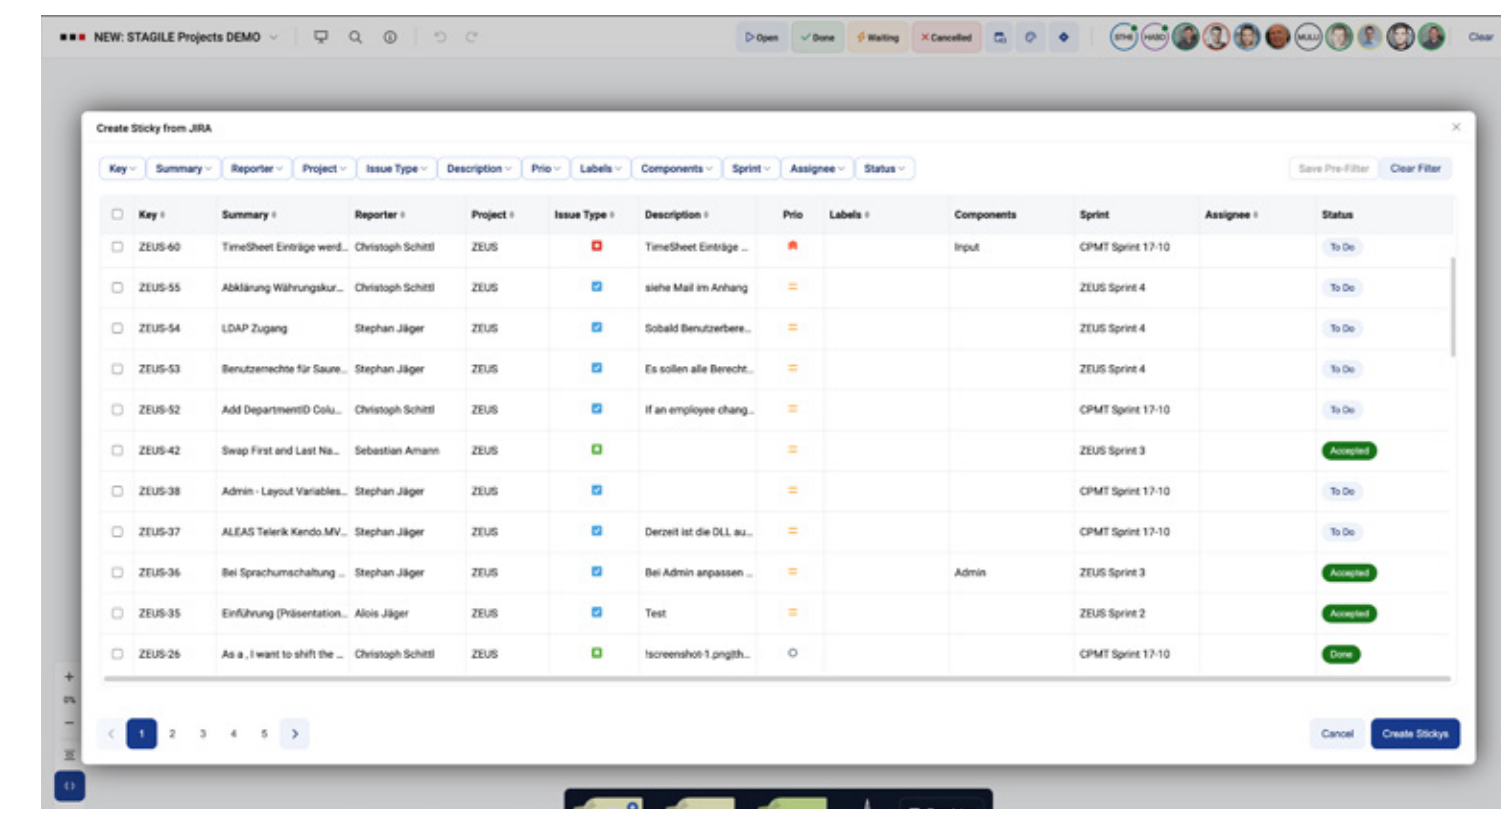 NEW: STAGILE Projects DEMO
Open Done Waiting Cancelled STHE HABO MULU Clear
Create Sticky from JIRA
Key Summary Reporter Project Issue Type Description Prio Labels Components Sprint Assignee Status Save Pre-Filter Clear Filter
Key Summary Reporter Project Issue Type Description Prio Labels Components Sprint Assignee Status
ZEUS-60 TimeSheet Einträge werd... Christoph Schittl ZEUS TimeSheet Einträge ... Input CPMT Sprint 17-10 To Do
ZEUS-55 Abklärung Währungskur... Christoph Schittl ZEUS siehe Mail im Anhang ZEUS Sprint 4 To Do
ZEUS-54 LDAP Zugang Stephan Jäger ZEUS Sobald Benutzerbere... ZEUS Sprint 4 To Do
ZEUS-53 Benutzerrechte für Saure... Stephan Jäger ZEUS Es sollen alle Berecht... ZEUS Sprint 4 To Do
ZEUS-52 Add DepartmentID Colu... Christoph Schittl ZEUS If an employee chang... CPMT Sprint 17-10 To Do
ZEUS-42 Swap First and Last Na... Sebastian Amann ZEUS ZEUS Sprint 3 Accepted
ZEUS-38 Admin - Layout Variables... Stephan Jäger ZEUS CPMT Sprint 17-10 To Do
ZEUS-37 ALEAS Telerik Kendo.MV... Stephan Jäger ZEUS Derzeit ist die DLL au... CPMT Sprint 17-10 To Do
ZEUS-36 Bei Sprachumschaltung ... Stephan Jäger ZEUS Bei Admin anpassen ... Admin ZEUS Sprint 3 Accepted
ZEUS-35 Einführung (Präsentation... Alois Jäger ZEUS Test ZEUS Sprint 2 Accepted
ZEUS-26 As a , I want to shift the ... Christoph Schittl ZEUS !screenshot-1.png|th... CPMT Sprint 17-10 Done
1 2 3 4 5 Cancel Create Stickys